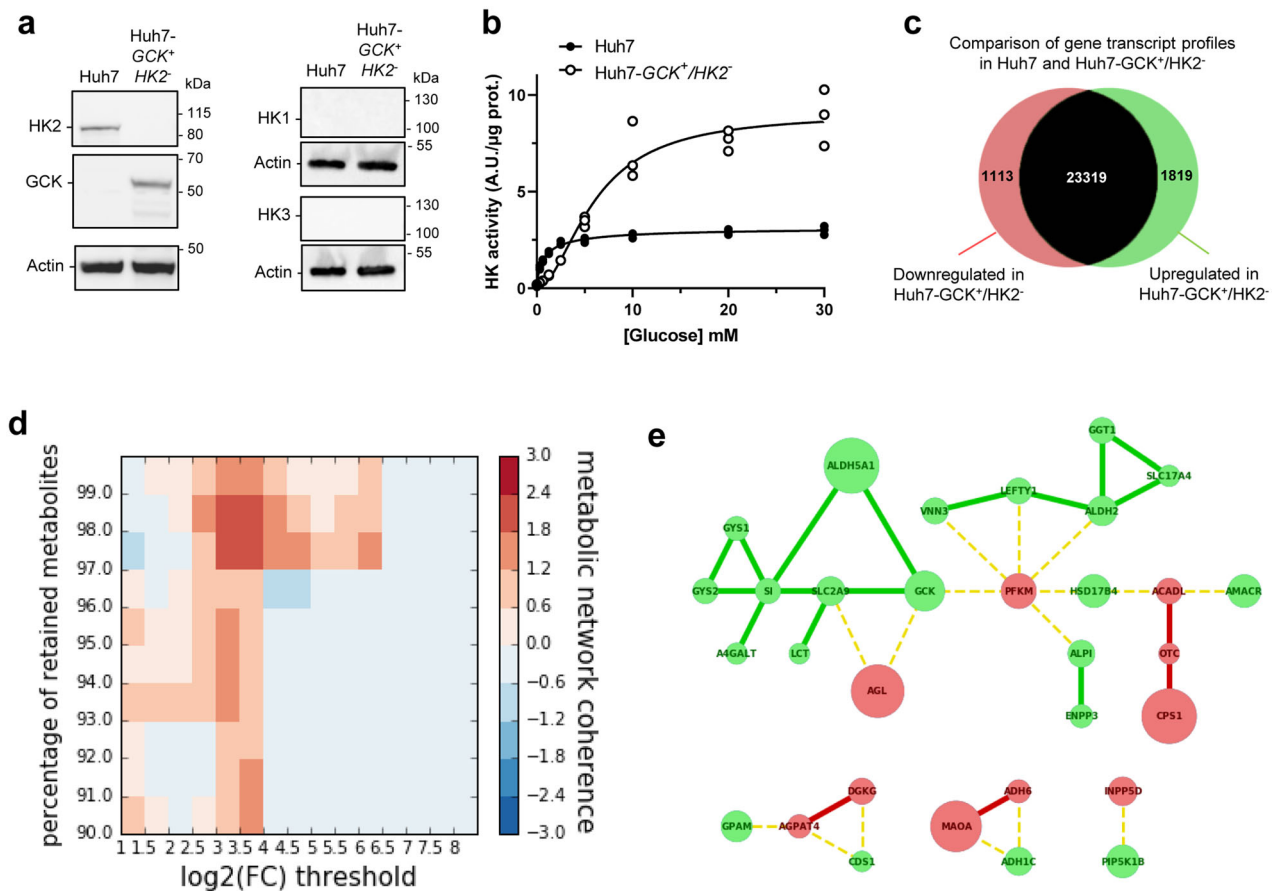 a
Huh7
Huh7-
GCK+
HK2-
kDa
HK2
- 115
- 80
GCK
- 70
- 50
Actin
- 50
Huh7
Huh7-
GCK+
HK2-
kDa
HK1
- 130
- 100
Actin
- 55
HK3
- 130
- 100
Actin
- 55
b
Huh7
Huh7-GCK+/HK2-
HK activity (A.U./µg prot.)
10
5
0
0 10 20 30
[Glucose] mM
c
Comparison of gene transcript profiles
in Huh7 and Huh7-GCK+/HK2-
1113
23319
1819
Downregulated in
Huh7-GCK+/HK2-
Upregulated in
Huh7-GCK+/HK2-
d
percentage of retained metabolites
99.0
98.0
97.0
96.0
95.0
94.0
93.0
92.0
91.0
90.0
1 1.5 2 2.5 3 3.5 4 4.5 5 5.5 6 6.5 7 7.5 8
log2(FC) threshold
3.0
2.4
1.8
1.2
0.6
0.0
−0.6
−1.2
−1.8
−2.4
−3.0
metabolic network coherence
e
GGT1
ALDH5A1
SLC17A4
LEFTY1
VNN3
ALDH2
GYS1
GYS2
SI
SLC2A9
GCK
PFKM
HSD17B4
ACADL
AMACR
A4GALT
LCT
ALPI
OTC
AGL
ENPP3
CPS1
DGKG
ADH6
INPP5D
GPAM
AGPAT4
MAOA
CDS1
ADH1C
PIP5K1B